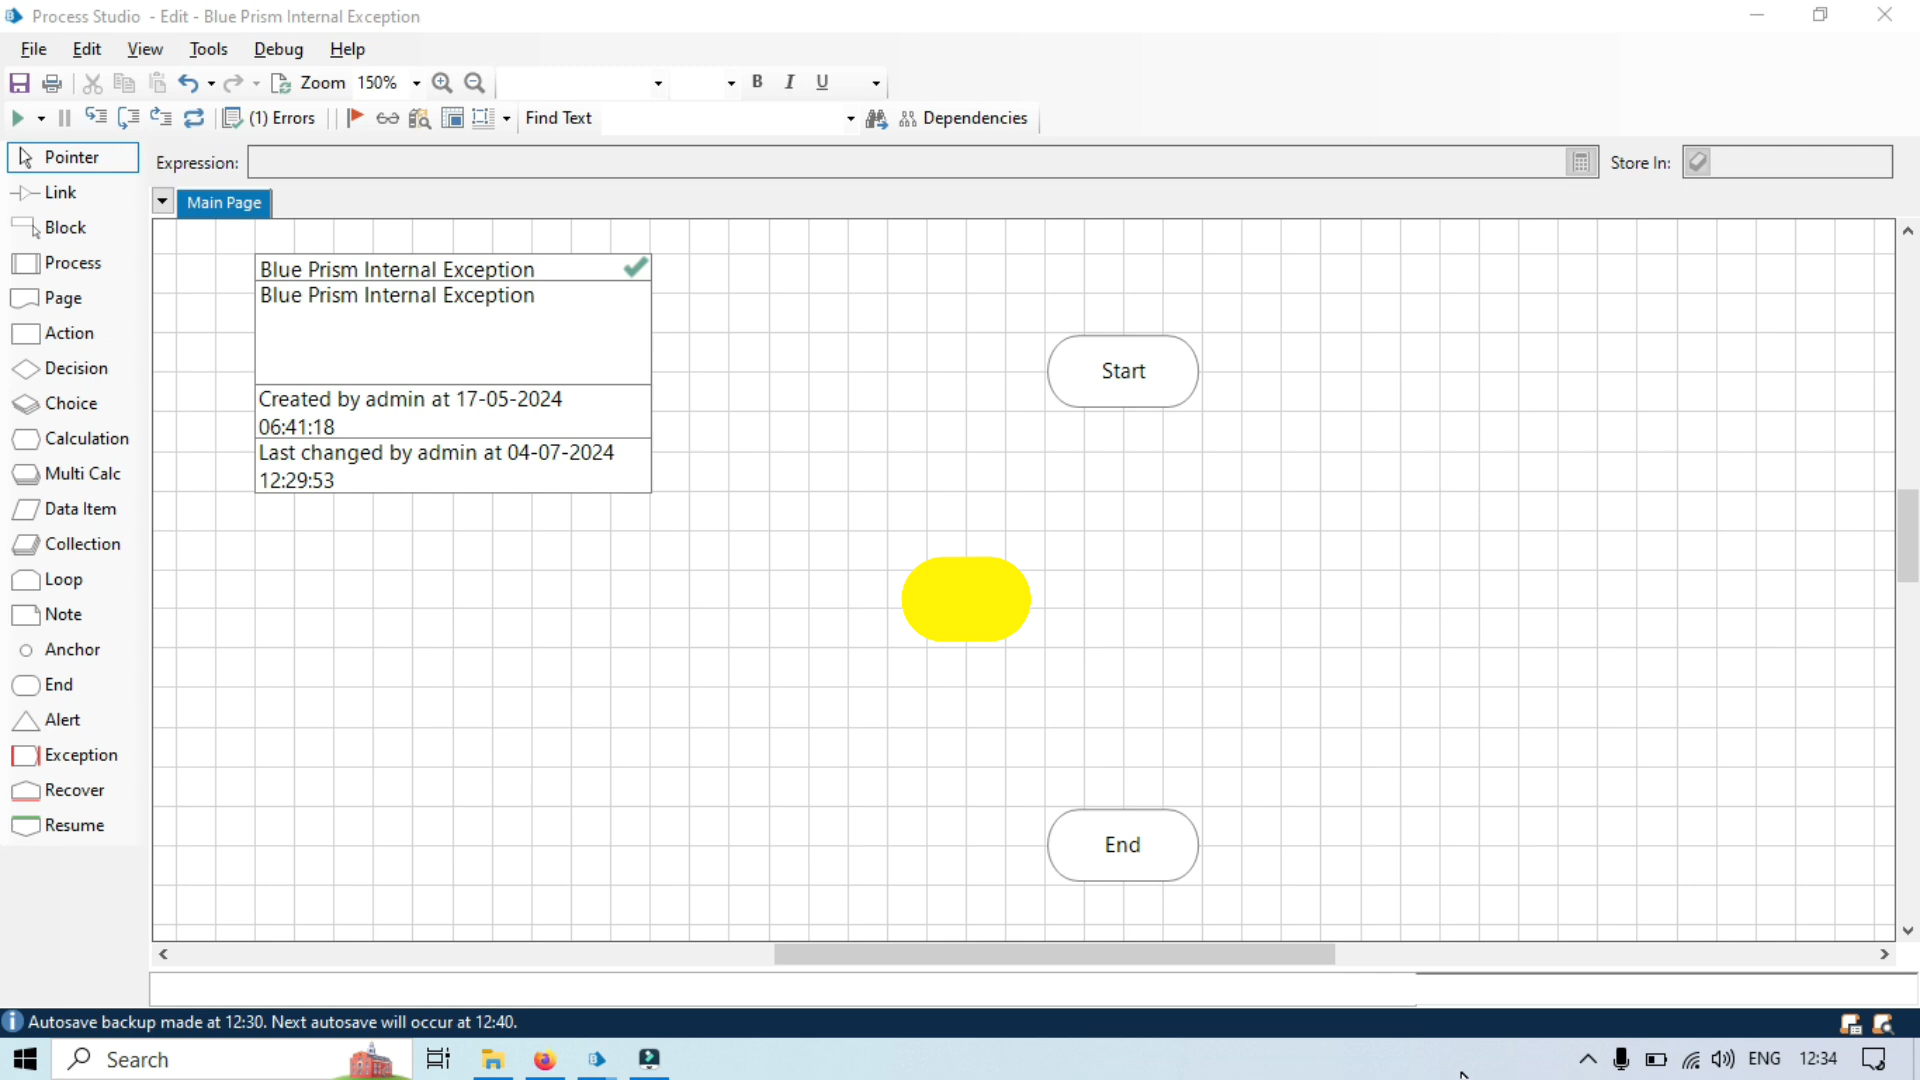 Process Studio - Edit - Blue Prism Internal Exception
File Edit View Tools Debug Help
Zoom 150% B I U
(1) Errors Find Text Dependencies
Pointer
Link
Block
Process
Page
Action
Decision
Choice
Calculation
Multi Calc
Data Item
Collection
Loop
Note
Anchor
End
Alert
Exception
Recover
Resume
Expression:
Store In:
Main Page
Blue Prism Internal Exception
Blue Prism Internal Exception
Created by admin at 17-05-2024
06:41:18
Last changed by admin at 04-07-2024
12:29:53
Start
End
Autosave backup made at 12:30. Next autosave will occur at 12:40.
Search
ENG 12:34